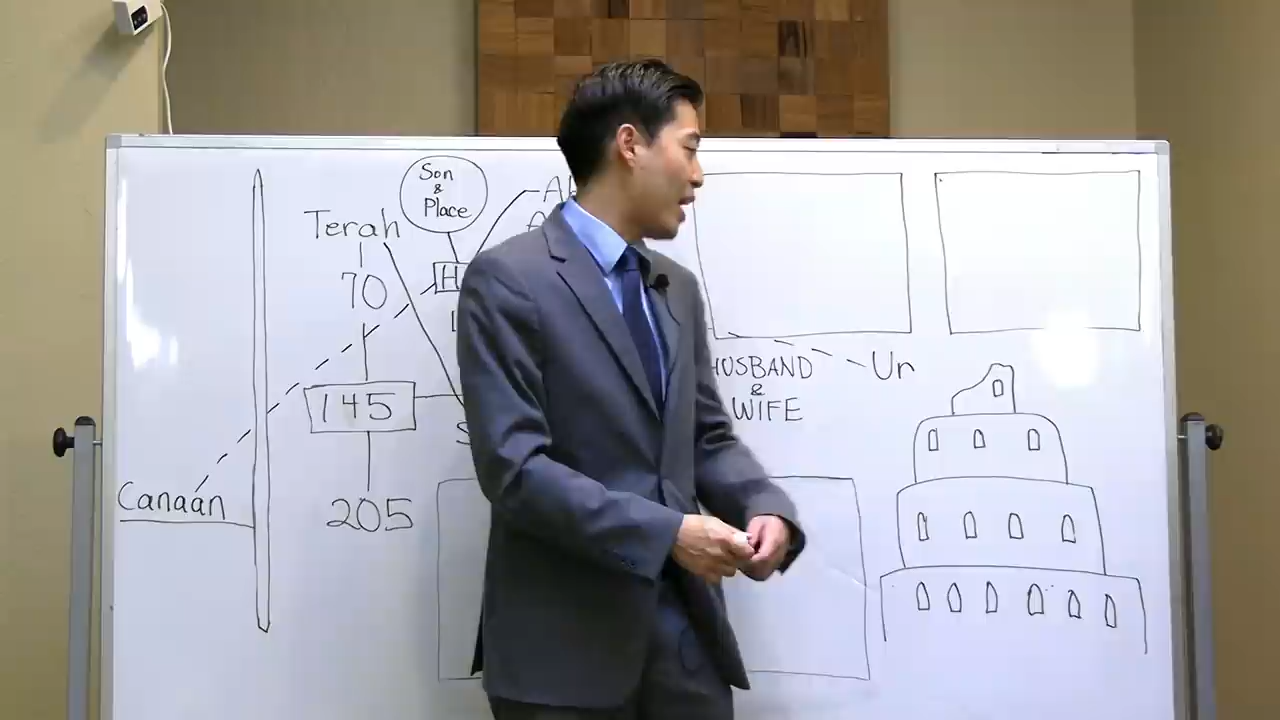 Son
&
Place
Terah
70
H
145
205
Canaan
Ur
HUSBAND
&
WIFE